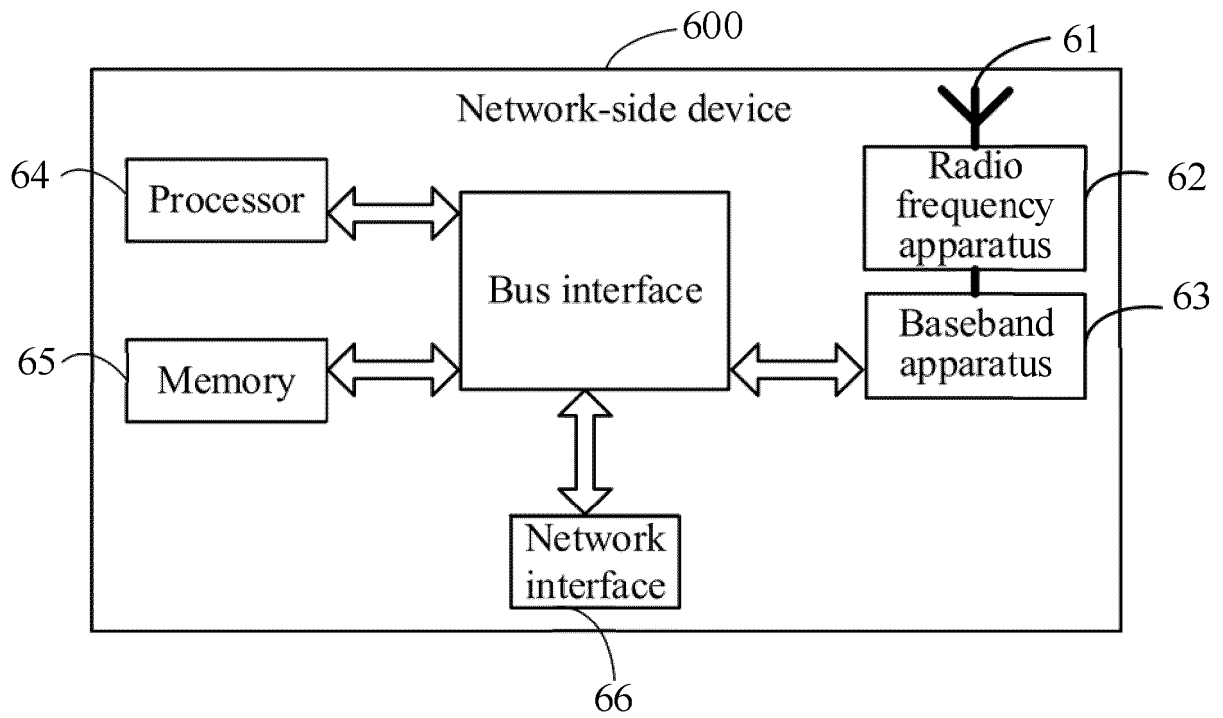 600
61
Network-side device
64
Processor
Radio
frequency
apparatus
62
Bus interface
63
Baseband
apparatus
65
Memory
Network
interface
66